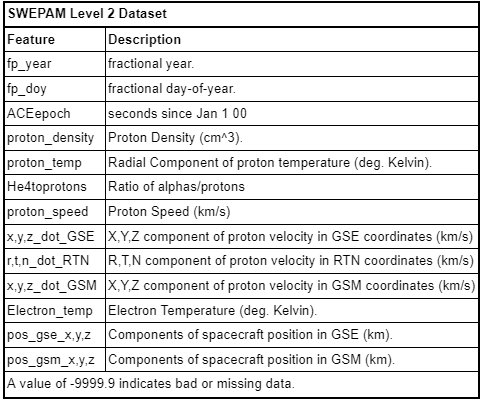 SWEPAM Level 2 Dataset
Feature Description
fp_year fractional year.
fp_doy fractional day-of-year.
ACEepoch seconds since Jan 1 00
proton_density Proton Density (cm^3).
proton_temp Radial Component of proton temperature (deg. Kelvin).
He4toprotons Ratio of alphas/protons
proton_speed Proton Speed (km/s)
x,y,z_dot_GSE X,Y,Z component of proton velocity in GSE coordinates (km/s)
r,t,n_dot_RTN R,T,N component of proton velocity in RTN coordinates (km/s)
x,y,z_dot_GSM X,Y,Z component of proton velocity in GSM coordinates (km/s)
Electron_temp Electron Temperature (deg. Kelvin).
pos_gse_x,y,z Components of spacecraft position in GSE (km).
pos_gsm_x,y,z Components of spacecraft position in GSM (km).
A value of -9999.9 indicates bad or missing data.